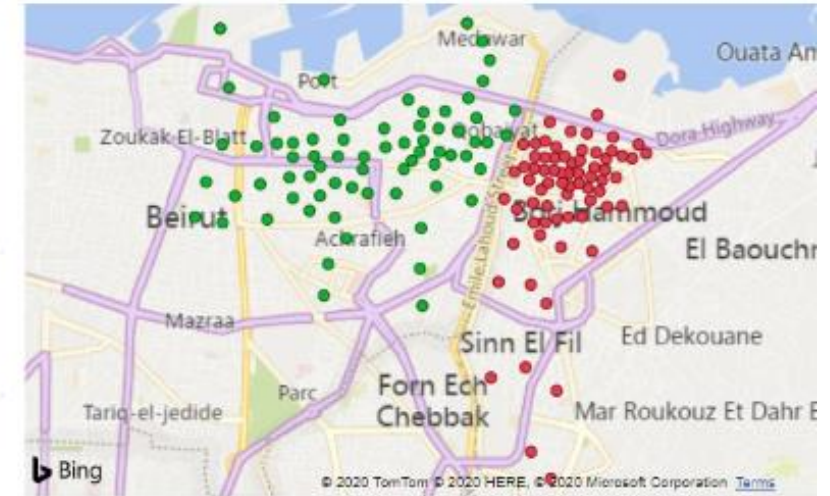 Medawar
Ouata Am
Port
Zoukak El-Blatt
Qobaiyat
Dora Highway
Beirut
Borj Hammoud
Achrafieh
El Baouchr
Emile Lahoud Street
Mazraa
Sinn El Fil
Ed Dekouane
Parc
Forn Ech
Chebbak
Tariq-el-jedide
Mar Roukouz Et Dahr E
Bing
© 2020 TomTom © 2020 HERE, © 2020 Microsoft Corporation Terms